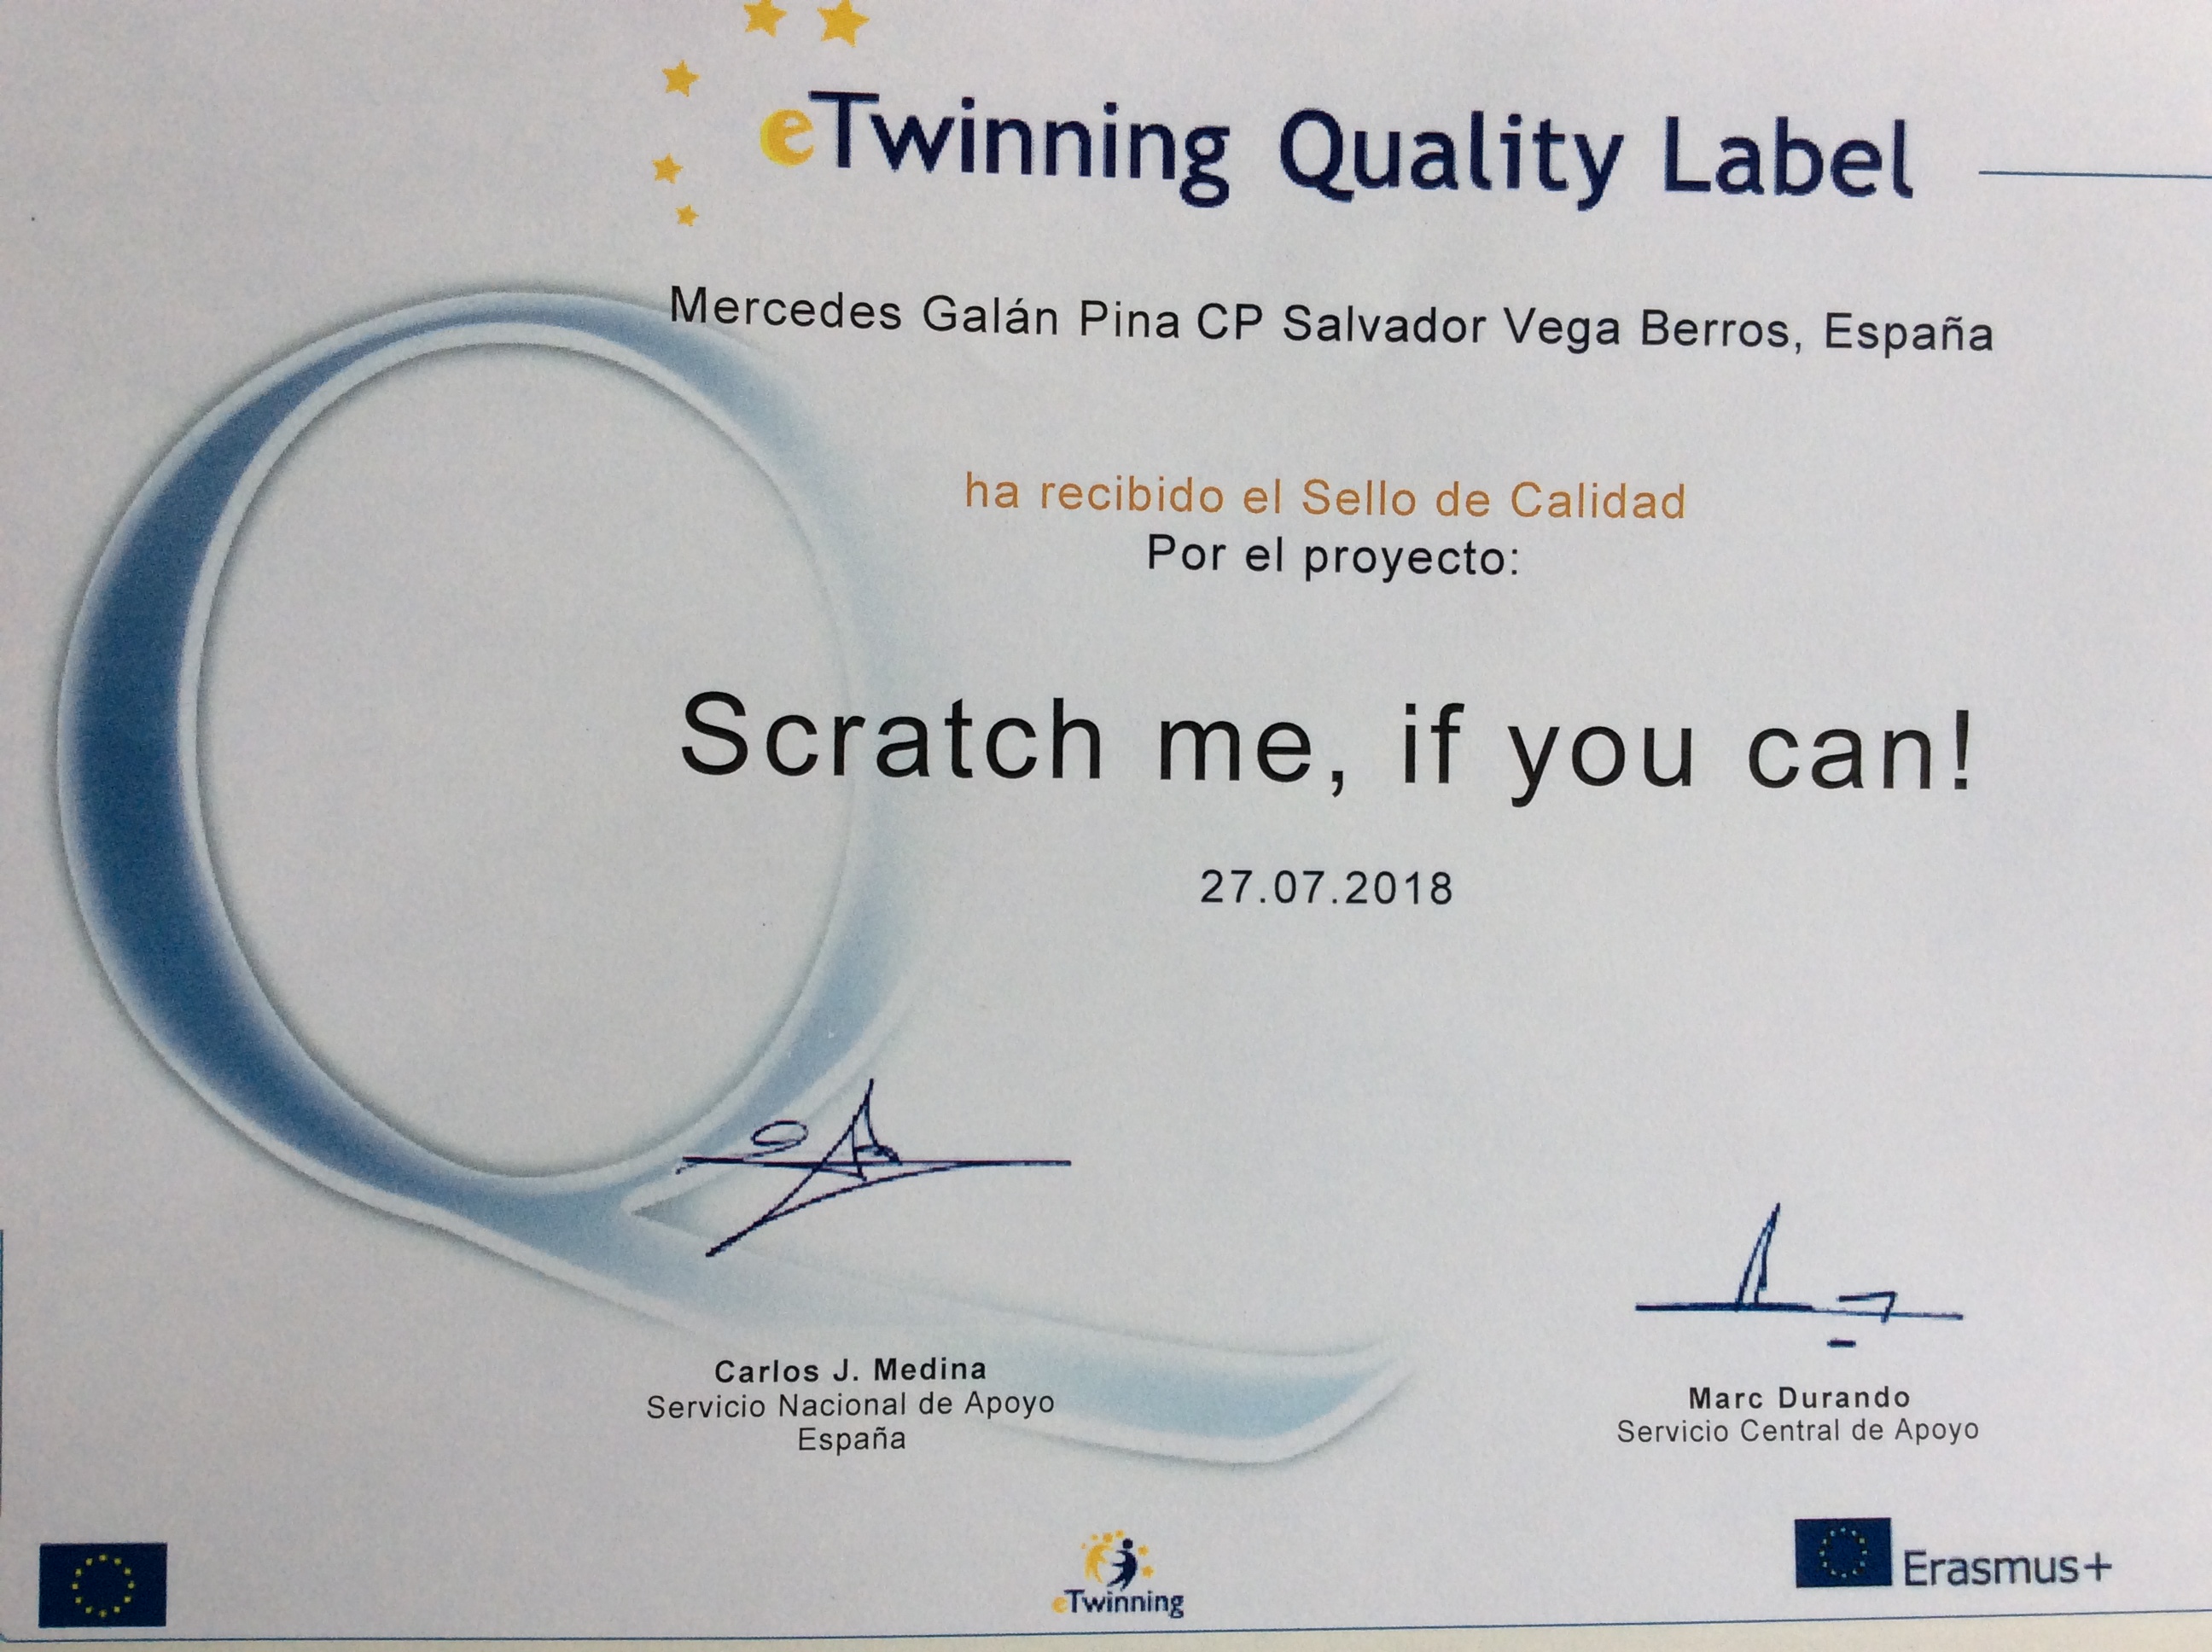 eTwinning Quality Label
Mercedes Galán Pina CP Salvador Vega Berros, España
ha recibido el Sello de Calidad
Por el proyecto:
Scratch me, if you can!
27.07.2018
Carlos J. Medina
Servicio Nacional de Apoyo
España
Marc Durando
Servicio Central de Apoyo
eTwinning
Erasmus+